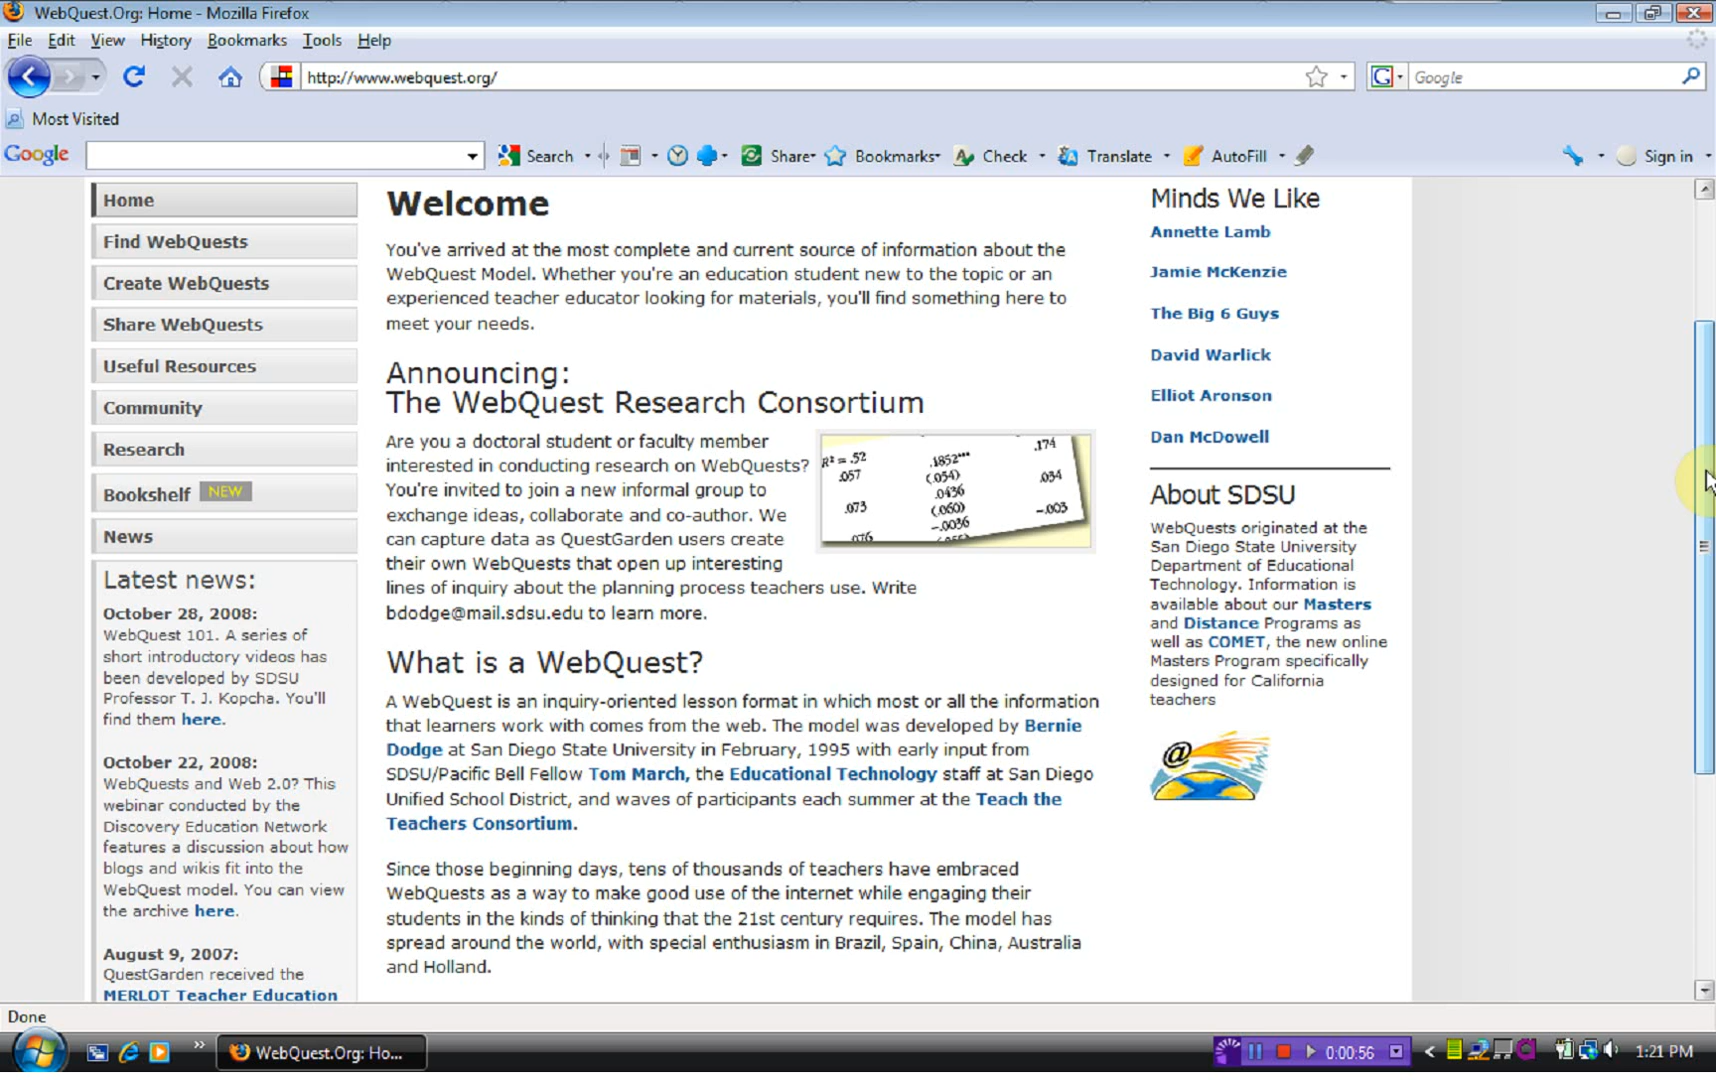 WebQuest.Org: Home - Mozilla Firefox
File Edit View History Bookmarks Tools Help
http://www.webquest.org/
Google
Most Visited
Google Search Share Bookmarks Check Translate AutoFill Sign in
Home
Find WebQuests
Create WebQuests
Share WebQuests
Useful Resources
Community
Research
Bookshelf NEW
News
Latest news:
October 28, 2008:
WebQuest 101. A series of
short introductory videos has
been developed by SDSU
Professor T. J. Kopcha. You'll
find them here.
October 22, 2008:
WebQuests and Web 2.0? This
webinar conducted by the
Discovery Education Network
features a discussion about how
blogs and wikis fit into the
WebQuest model. You can view
the archive here.
August 9, 2007:
QuestGarden received the
MERLOT Teacher Education
Welcome
You've arrived at the most complete and current source of information about the
WebQuest Model. Whether you're an education student new to the topic or an
experienced teacher educator looking for materials, you'll find something here to
meet your needs.
Announcing:
The WebQuest Research Consortium
Are you a doctoral student or faculty member
interested in conducting research on WebQuests?
You're invited to join a new informal group to
exchange ideas, collaborate and co-author. We
can capture data as QuestGarden users create
their own WebQuests that open up interesting
lines of inquiry about the planning process teachers use. Write
bdodge@mail.sdsu.edu to learn more.
.174
R² = .52 .1852***
.057 (.054) .034
.0436
.073 (.060) -.003
-.0036
.076
What is a WebQuest?
A WebQuest is an inquiry-oriented lesson format in which most or all the information
that learners work with comes from the web. The model was developed by Bernie
Dodge at San Diego State University in February, 1995 with early input from
SDSU/Pacific Bell Fellow Tom March, the Educational Technology staff at San Diego
Unified School District, and waves of participants each summer at the Teach the
Teachers Consortium.
Since those beginning days, tens of thousands of teachers have embraced
WebQuests as a way to make good use of the internet while engaging their
students in the kinds of thinking that the 21st century requires. The model has
spread around the world, with special enthusiasm in Brazil, Spain, China, Australia
and Holland.
Minds We Like
Annette Lamb
Jamie McKenzie
The Big 6 Guys
David Warlick
Elliot Aronson
Dan McDowell
About SDSU
WebQuests originated at the
San Diego State University
Department of Educational
Technology. Information is
available about our Masters
and Distance Programs as
well as COMET, the new online
Masters Program specifically
designed for California
teachers
@
Done
WebQuest.Org: Ho...
0:00:56
1:21 PM